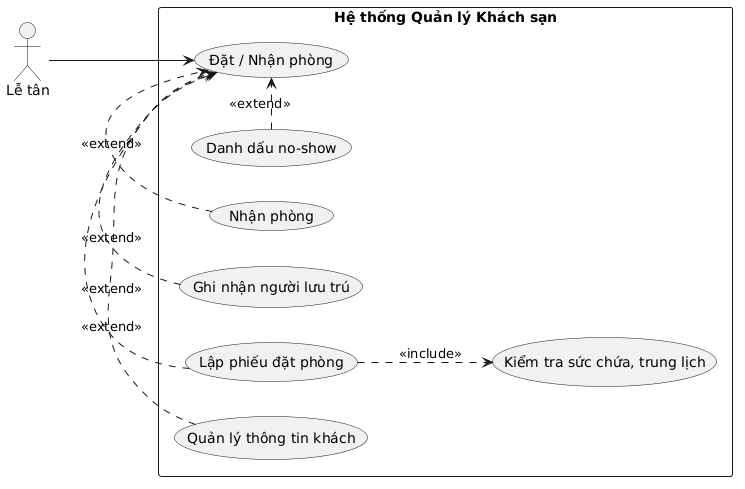 Hệ thống Quản lý Khách sạn
Lễ tân
Đặt / Nhận phòng
«extend»
Danh dấu no-show
«extend»
Nhận phòng
«extend»
Ghi nhận người lưu trú
«extend»
«extend»
Lập phiếu đặt phòng
«include»
Kiểm tra sức chứa, trung lịch
Quản lý thông tin khách